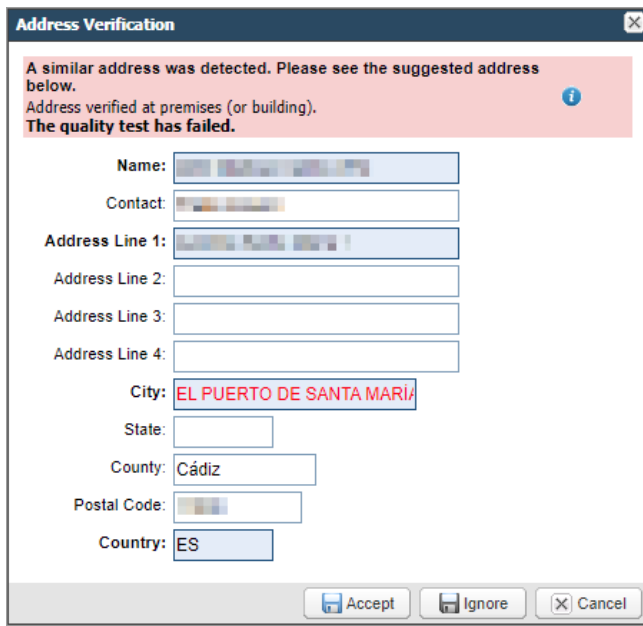 Address Verification
A similar address was detected. Please see the suggested address
below.
Address verified at premises (or building).
The quality test has failed.
Name:
Contact:
Address Line 1:
Address Line 2:
Address Line 3:
Address Line 4:
City: EL PUERTO DE SANTA MARÍA
State:
County: Cádiz
Postal Code:
Country: ES
Accept Ignore Cancel